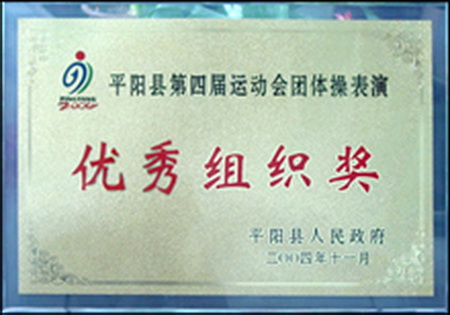 平阳县第四届运动会团体操表演
优秀组织奖
平阳县人民政府
二〇〇四年十一月